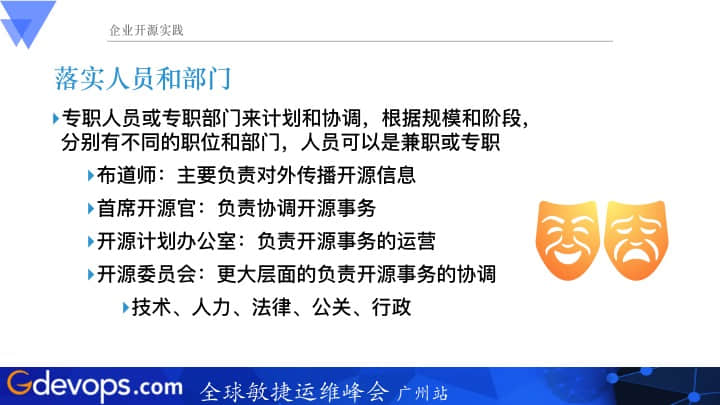 企业开源实践
落实人员和部门
专职人员或专职部门来计划和协调，根据规模和阶段，
分别有不同的职位和部门，人员可以是兼职或专职
布道师：主要负责对外传播开源信息
首席开源官：负责协调开源事务
开源计划办公室：负责开源事务的运营
开源委员会：更大层面的负责开源事务的协调
技术、人力、法律、公关、行政
Gdevops.com 全球敏捷运维峰会 广州站